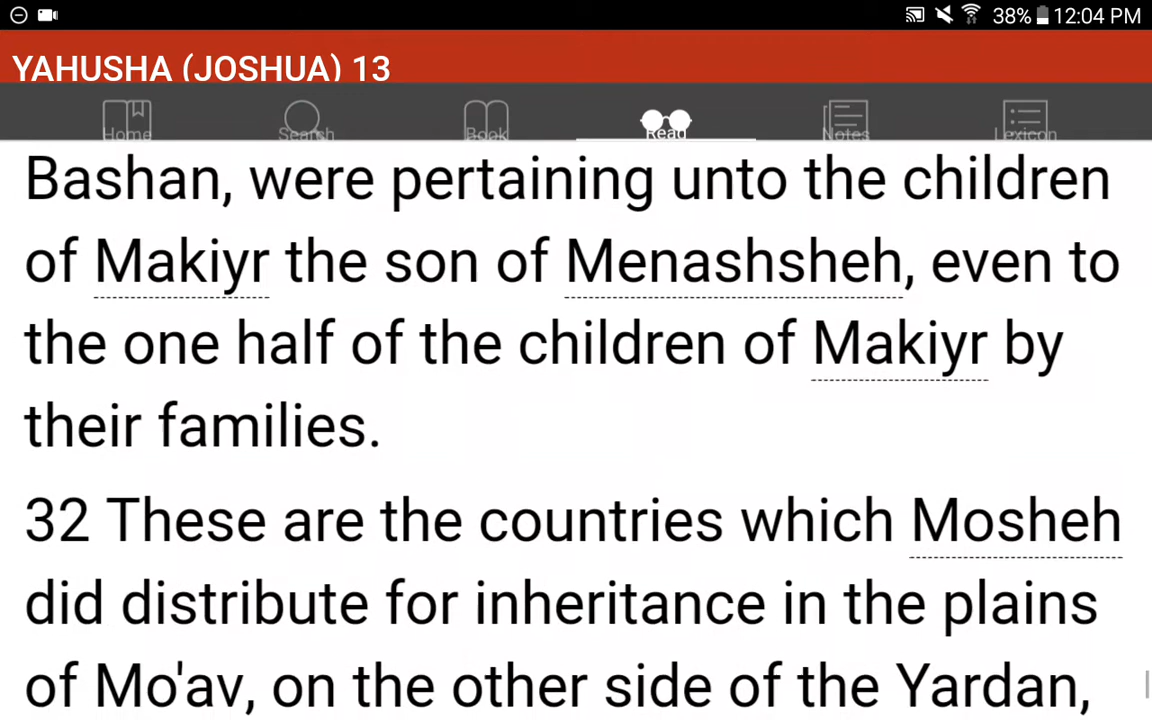 38% 12:04 PM
YAHUSHA (JOSHUA) 13
Home Search Book Read Notes Lexicon
Bashan, were pertaining unto the children
of Makiyr the son of Menashsheh, even to
the one half of the children of Makiyr by
their families.
32 These are the countries which Mosheh
did distribute for inheritance in the plains
of Mo'av, on the other side of the Yardan,